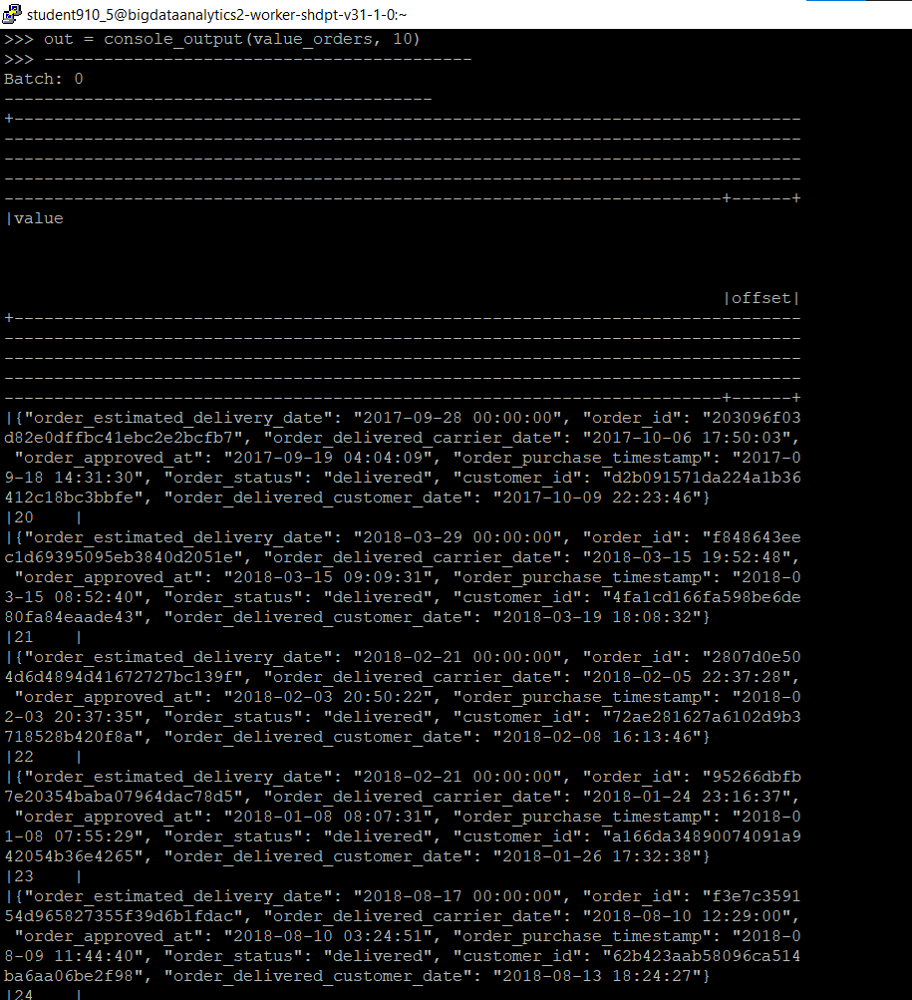 student910_5@bigdataanalytics2-worker-shdpt-v31-1-0:~
>>> out = console_output(value_orders, 10)
>>> -------------------------------------------
Batch: 0
-------------------------------------------
+-------------------------------------------------------------------------------
--------------------------------------------------------------------------------
--------------------------------------------------------------------------------
--------------------------------------------------------------------------------
------------------------------------------------------------------------+------+
|value
|offset|
+-------------------------------------------------------------------------------
--------------------------------------------------------------------------------
--------------------------------------------------------------------------------
--------------------------------------------------------------------------------
------------------------------------------------------------------------+------+
|{"order_estimated_delivery_date": "2017-09-28 00:00:00", "order_id": "203096f03
d82e0dffbc41ebc2e2bcfb7", "order_delivered_carrier_date": "2017-10-06 17:50:03",
"order_approved_at": "2017-09-19 04:04:09", "order_purchase_timestamp": "2017-0
9-18 14:31:30", "order_status": "delivered", "customer_id": "d2b091571da224a1b36
412c18bc3bbfe", "order_delivered_customer_date": "2017-10-09 22:23:46"}
|20    |
|{"order_estimated_delivery_date": "2018-03-29 00:00:00", "order_id": "f848643ee
c1d69395095eb3840d2051e", "order_delivered_carrier_date": "2018-03-15 19:52:48",
"order_approved_at": "2018-03-15 09:09:31", "order_purchase_timestamp": "2018-0
3-15 08:52:40", "order_status": "delivered", "customer_id": "4fa1cd166fa598be6de
80fa84eaade43", "order_delivered_customer_date": "2018-03-19 18:08:32"}
|21    |
|{"order_estimated_delivery_date": "2018-02-21 00:00:00", "order_id": "2807d0e50
4d6d4894d41672727bc139f", "order_delivered_carrier_date": "2018-02-05 22:37:28",
"order_approved_at": "2018-02-03 20:50:22", "order_purchase_timestamp": "2018-0
2-03 20:37:35", "order_status": "delivered", "customer_id": "72ae281627a6102d9b3
718528b420f8a", "order_delivered_customer_date": "2018-02-08 16:13:46"}
|22    |
|{"order_estimated_delivery_date": "2018-02-21 00:00:00", "order_id": "95266dbfb
7e20354baba07964dac78d5", "order_delivered_carrier_date": "2018-01-24 23:16:37",
"order_approved_at": "2018-01-08 08:07:31", "order_purchase_timestamp": "2018-0
1-08 07:55:29", "order_status": "delivered", "customer_id": "a166da34890074091a9
42054b36e4265", "order_delivered_customer_date": "2018-01-26 17:32:38"}
|23    |
|{"order_estimated_delivery_date": "2018-08-17 00:00:00", "order_id": "f3e7c3591
54d965827355f39d6b1fdac", "order_delivered_carrier_date": "2018-08-10 12:29:00",
"order_approved_at": "2018-08-10 03:24:51", "order_purchase_timestamp": "2018-0
8-09 11:44:40", "order_status": "delivered", "customer_id": "62b423aab58096ca514
ba6aa06be2f98", "order_delivered_customer_date": "2018-08-13 18:24:27"}
|24    |